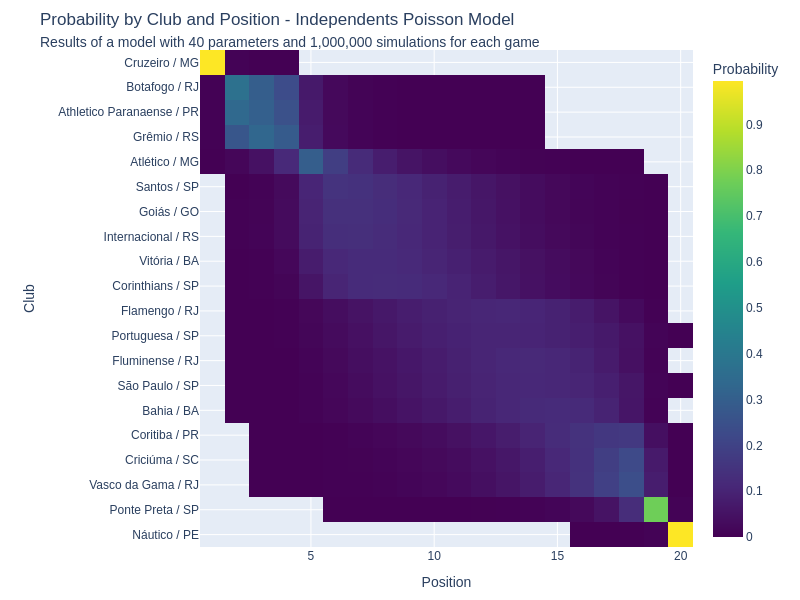 Probability by Club and Position - Independents Poisson Model
Results of a model with 40 parameters and 1,000,000 simulations for each game
Probability
Club
Cruzeiro / MG
Botafogo / RJ
Athletico Paranaense / PR
Grêmio / RS
Atlético / MG
Santos / SP
Goiás / GO
Internacional / RS
Vitória / BA
Corinthians / SP
Flamengo / RJ
Portuguesa / SP
Fluminense / RJ
São Paulo / SP
Bahia / BA
Coritiba / PR
Criciúma / SC
Vasco da Gama / RJ
Ponte Preta / SP
Náutico / PE
0.9
0.8
0.7
0.6
0.5
0.4
0.3
0.2
0.1
0
5
10
15
20
Position